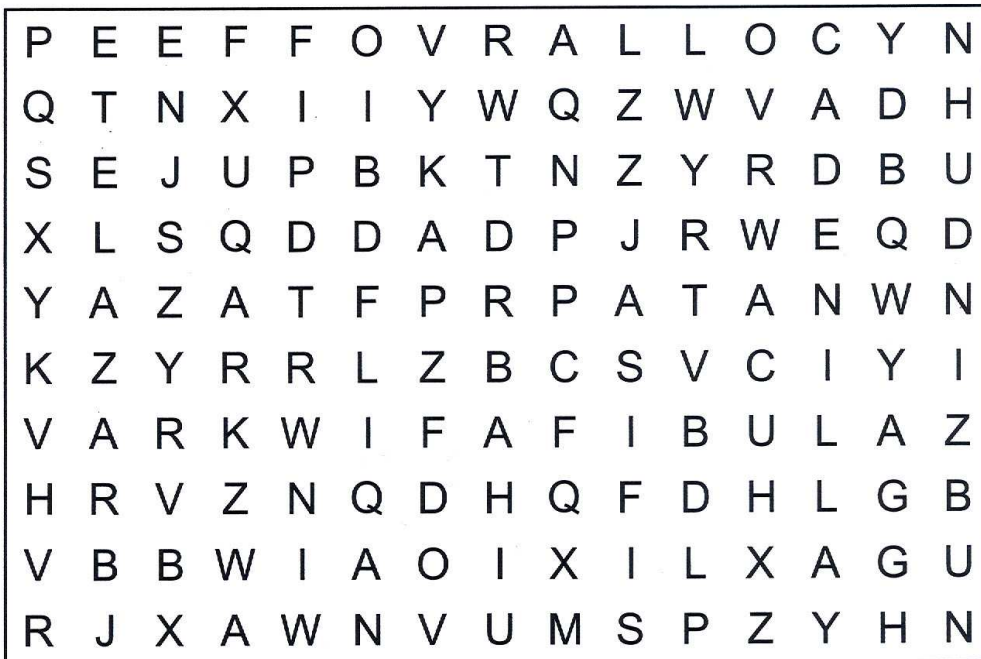 P E E F F O V R A L L O C Y N
Q T N X I I Y W Q Z W V A D H
S E J U P B K T N Z Y R D B U
X L S Q D D A D P J R W E Q D
Y A Z A T F P R P A T A N W N
K Z Y R R L Z B C S V C I Y I
V A R K W I F A F I B U L A Z
H R V Z N Q D H Q F D H L G B
V B B W I A O I X I L X A G U
R J X A W N V U M S P Z Y H N